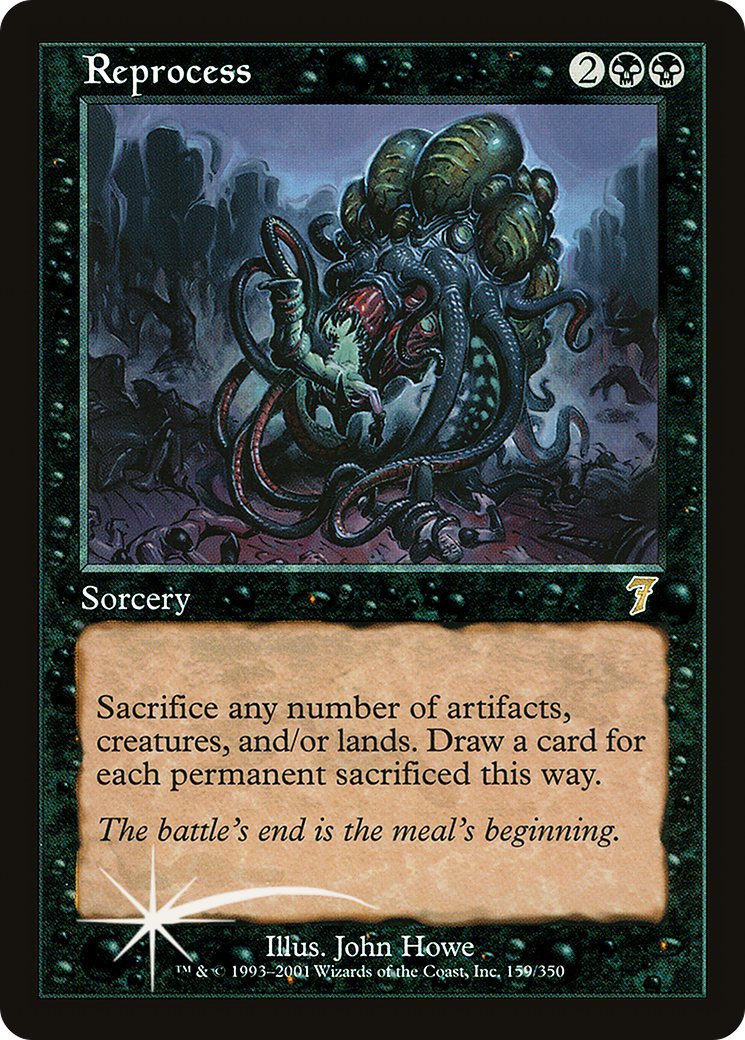 Reprocess 2
Sorcery 7
Sacrifice any number of artifacts,
creatures, and/or lands. Draw a card for
each permanent sacrificed this way.
The battle's end is the meal's beginning.
Illus. John Howe
™ & © 1993–2001 Wizards of the Coast, Inc. 159/350